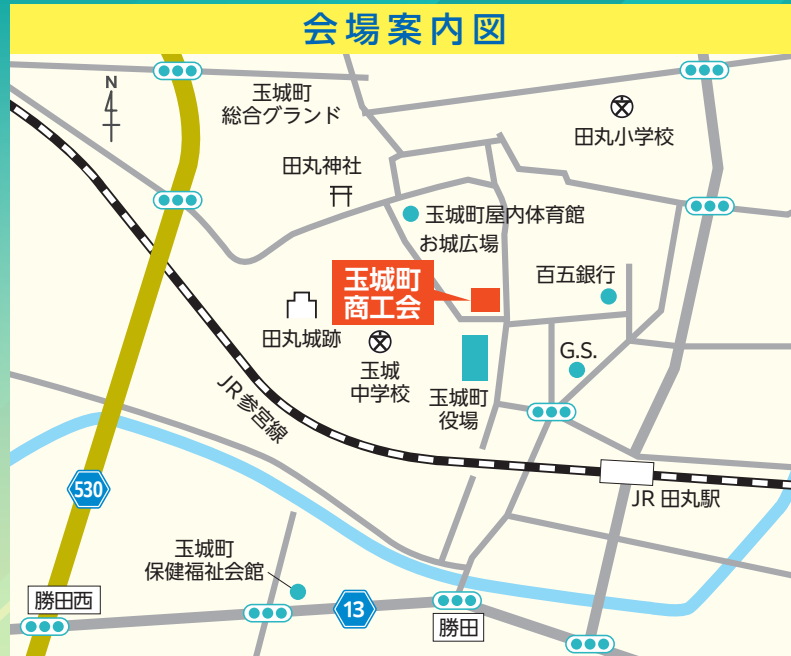 会場案内図
N
玉城町
総合グランド
田丸小学校
田丸神社
玉城町屋内体育館
お城広場
玉城町
商工会
百五銀行
田丸城跡
玉城
中学校
G.S.
玉城町
役場
JR参宮線
530
JR 田丸駅
玉城町
保健福祉会館
勝田西
13
勝田